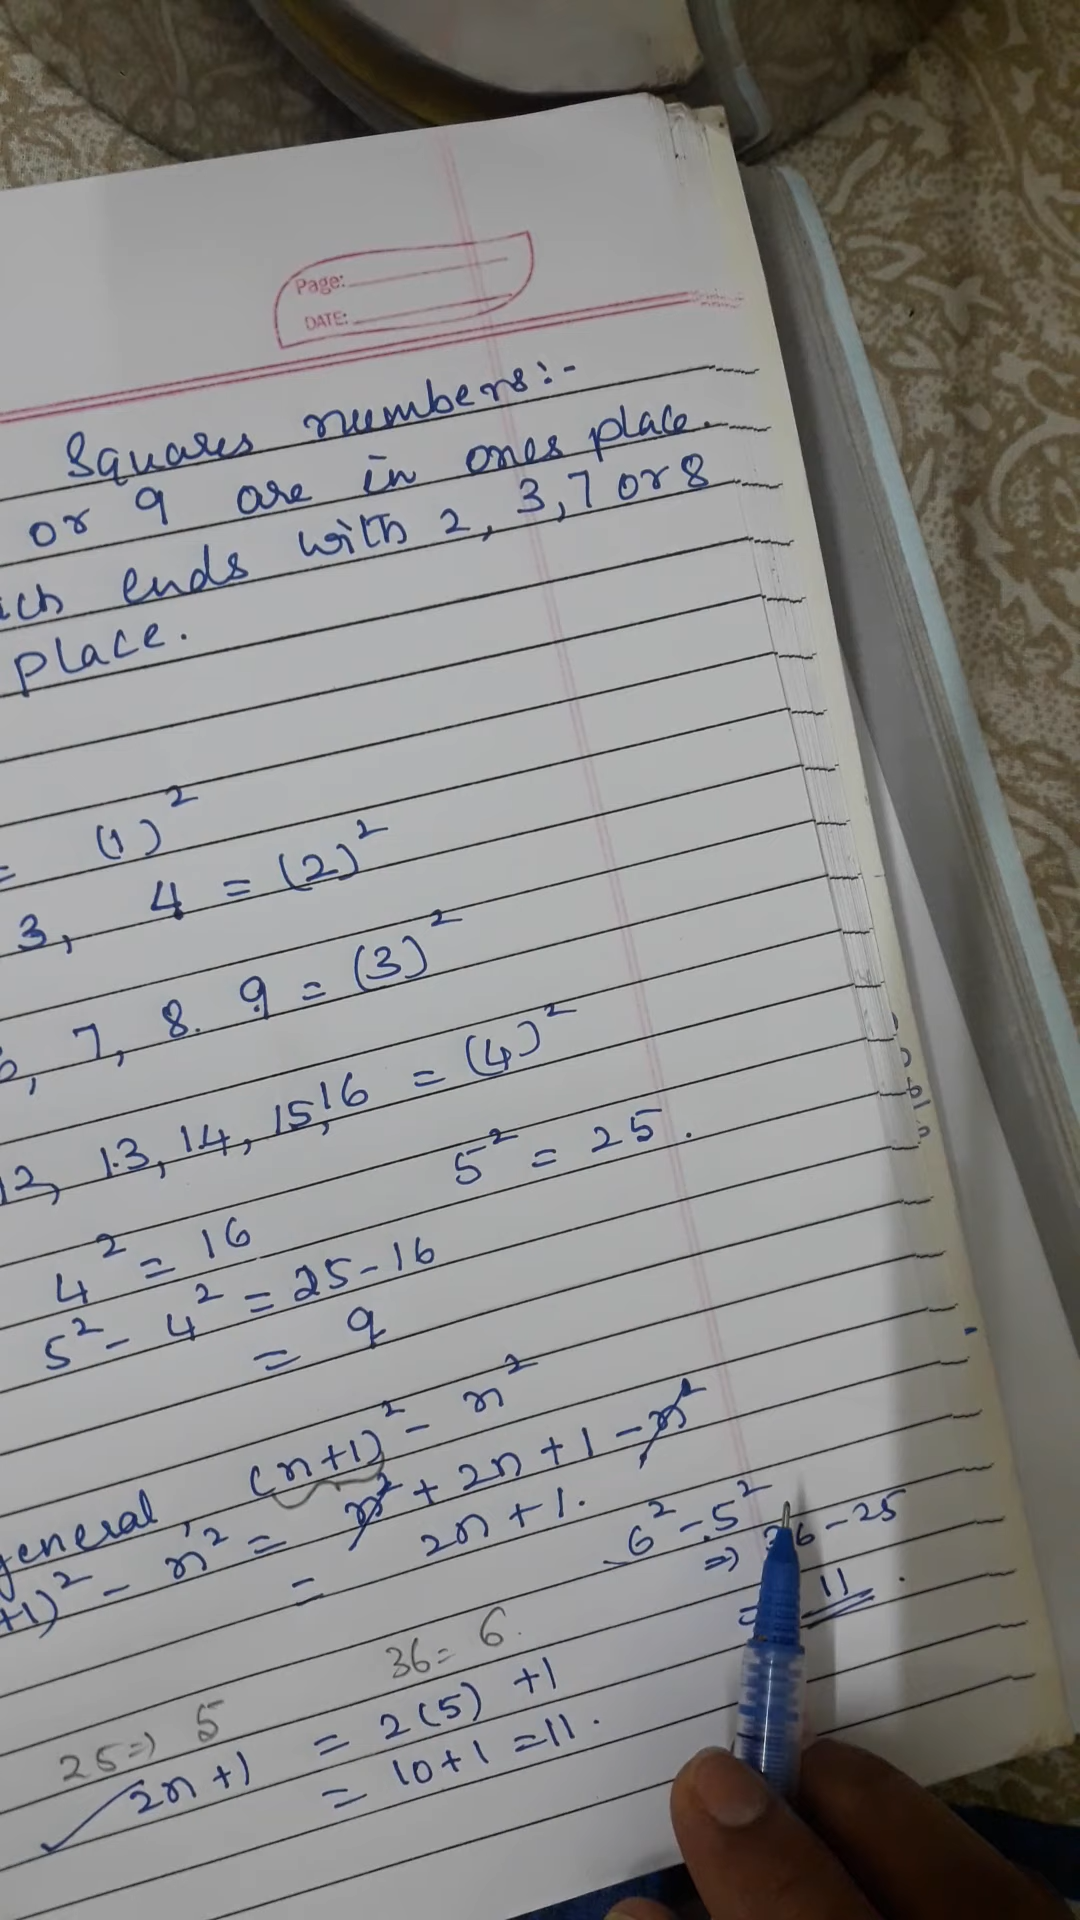 Page:
DATE:
Squares numbers:-
or 9 are in ones place.
ends with 2, 3, 7 or 8
place.
= (1)²
3, 4 = (2)²
, 7, 8. 9 = (3)²
12, 13, 14, 15, 16 = (4)²
4² = 16 5² = 25.
5² - 4² = 25 - 16
= 9
general, (n+1)² - n²
+1)² - n² = n² + 2n + 1 - n²
= 2n + 1.
6² - 5²
=> 36 - 25
= 11.
25 => 5 36 = 6.
2n + 1 = 2(5) + 1
= 10 + 1 = 11.